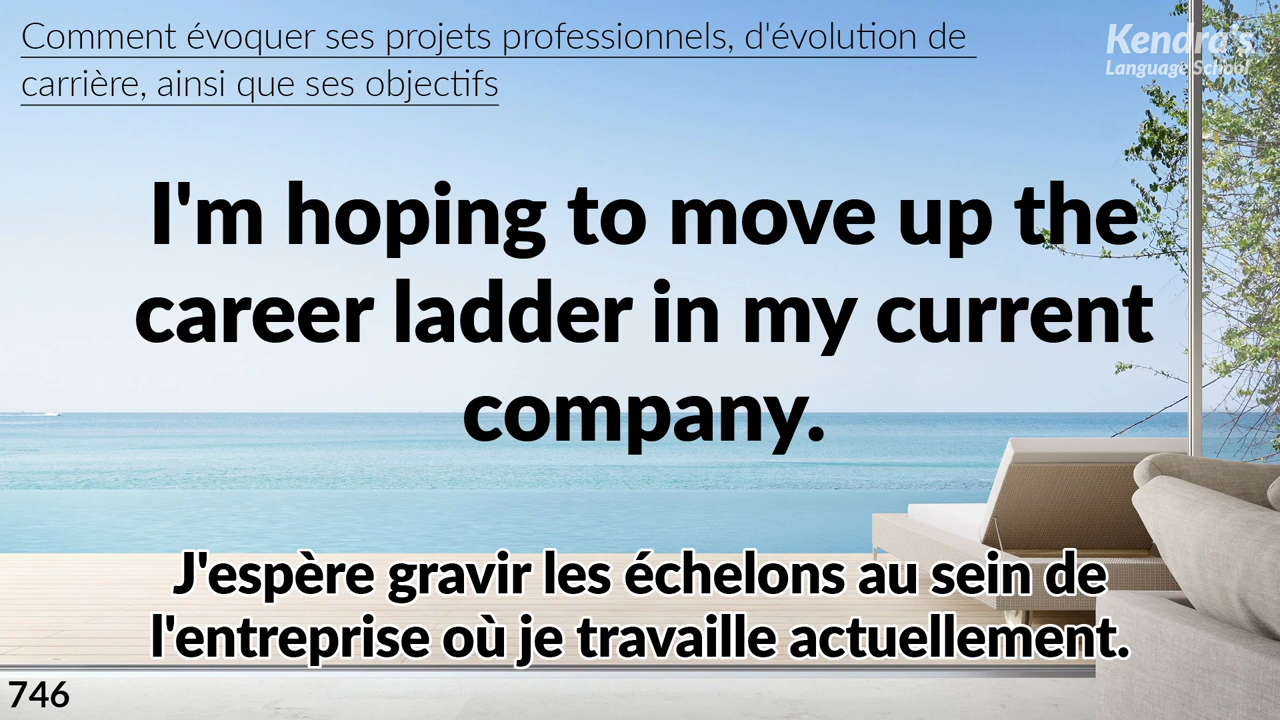 Comment évoquer ses projets professionnels, d'évolution de
carrière, ainsi que ses objectifs
Kendra's
Language School
I'm hoping to move up the
career ladder in my current
company.
J'espère gravir les échelons au sein de
l'entreprise où je travaille actuellement.
746